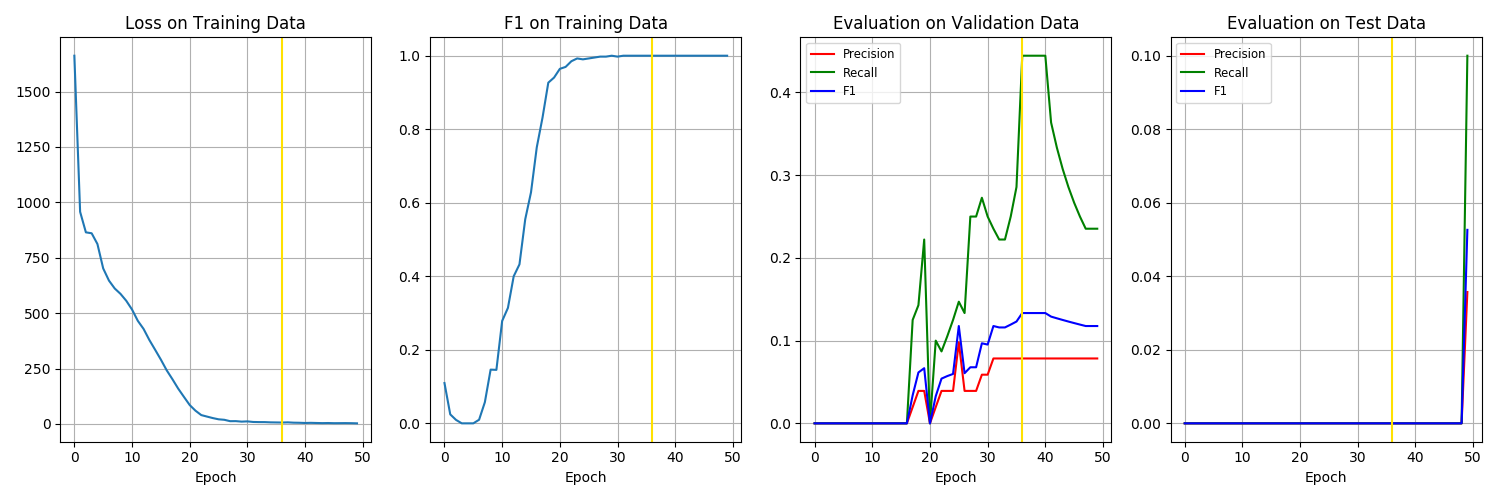 Loss on Training Data
1500
1250
1000
750
500
250
0
0 10 20 30 40 50
Epoch
F1 on Training Data
1.0
0.8
0.6
0.4
0.2
0.0
0 10 20 30 40 50
Epoch
Evaluation on Validation Data
Precision
Recall
F1
0.4
0.3
0.2
0.1
0.0
0 10 20 30 40 50
Epoch
Evaluation on Test Data
Precision
Recall
F1
0.10
0.08
0.06
0.04
0.02
0.00
0 10 20 30 40 50
Epoch